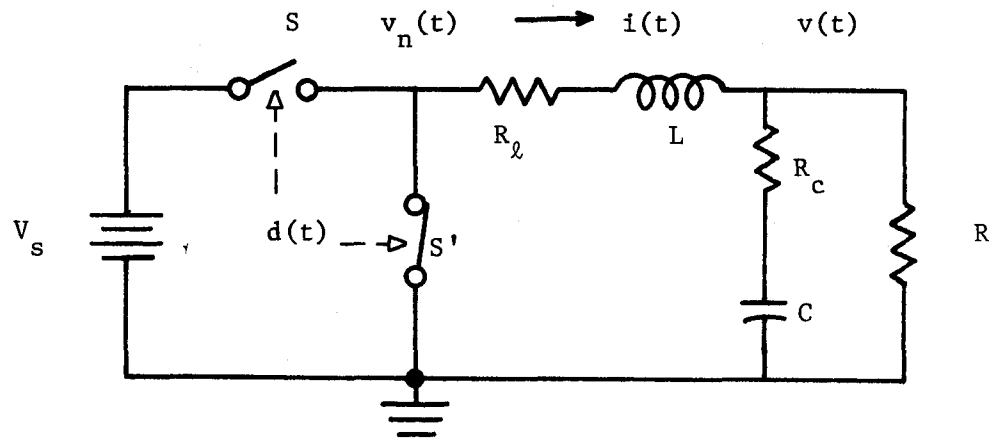 S v_n(t) i(t) v(t)
R_ℓ L R_c
V_s d(t) S' R
C